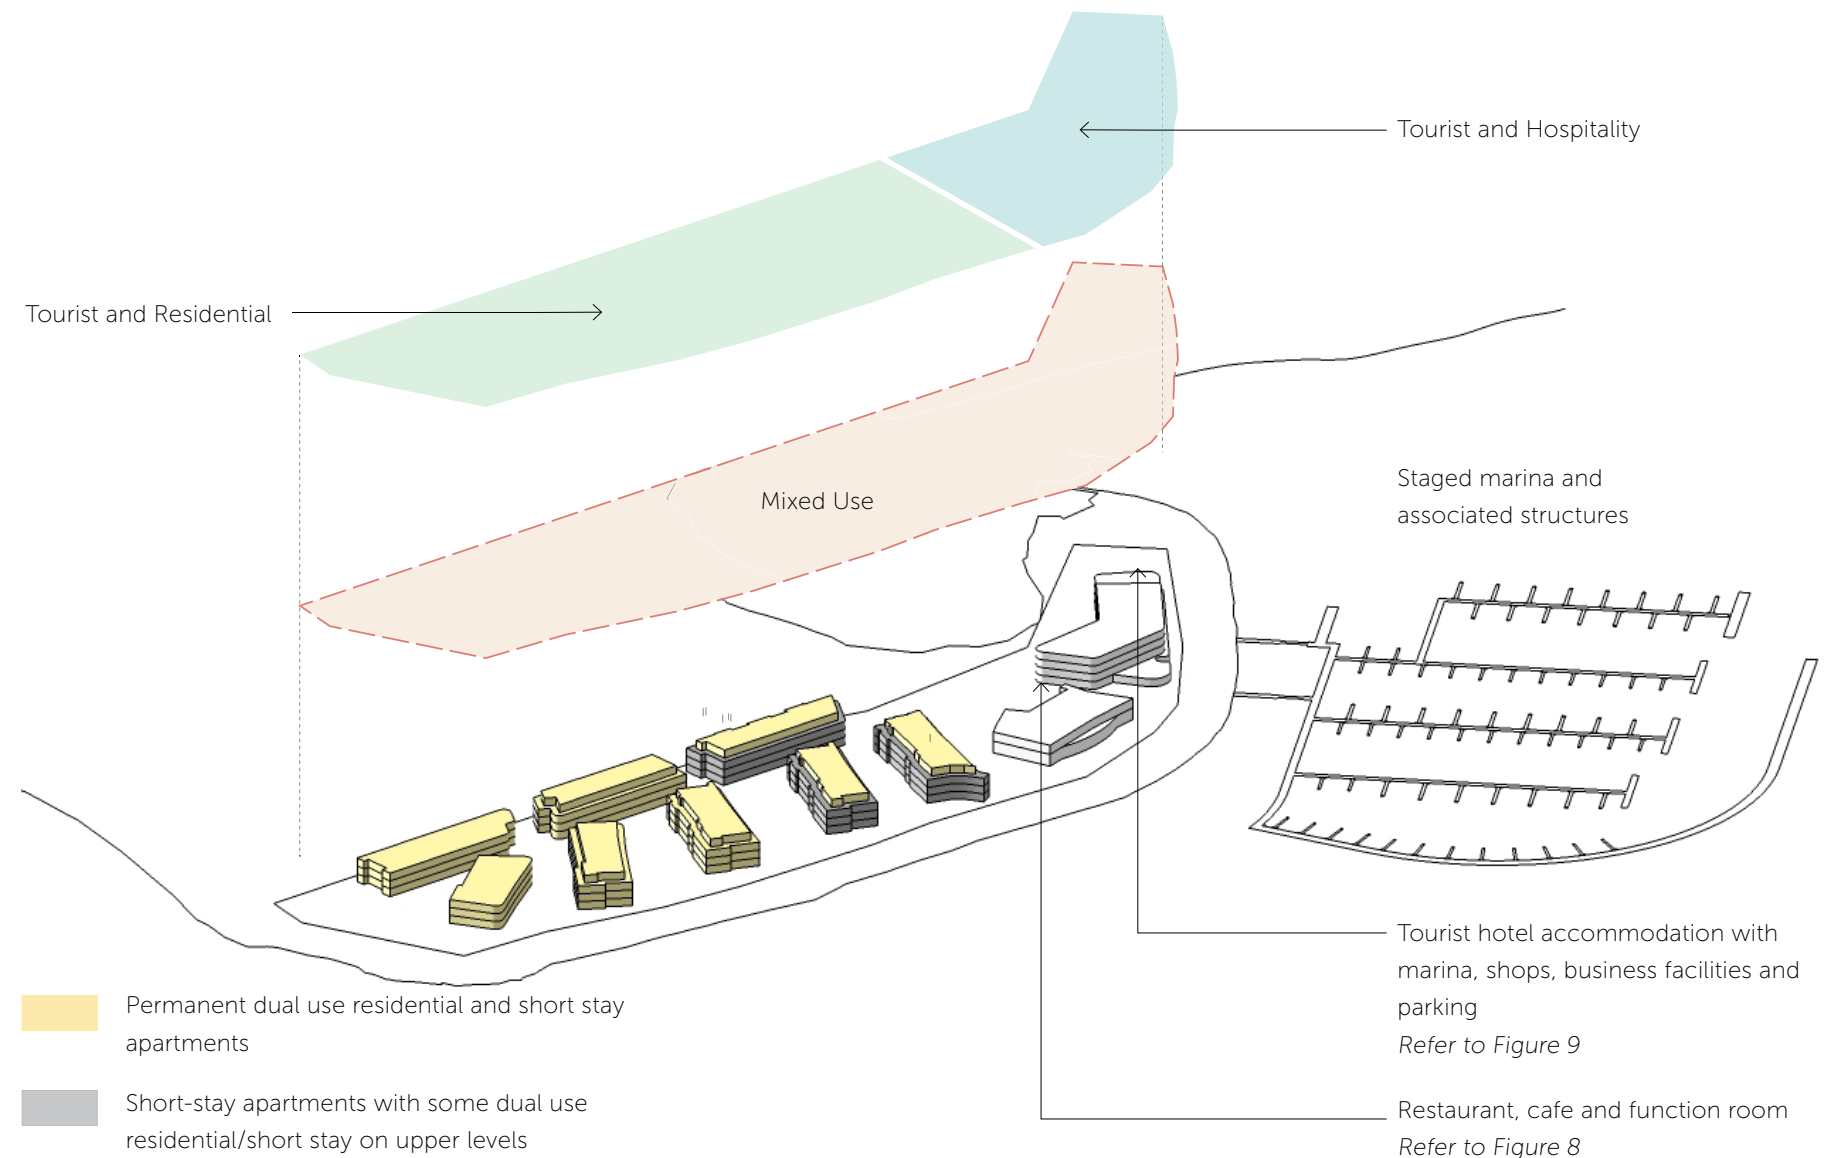 Tourist and Hospitality
Tourist and Residential
Mixed Use
Staged marina and
associated structures
Tourist hotel accommodation with
marina, shops, business facilities and
parking
Refer to Figure 9
Restaurant, cafe and function room
Refer to Figure 8
Permanent dual use residential and short stay
apartments
Short-stay apartments with some dual use
residential/short stay on upper levels